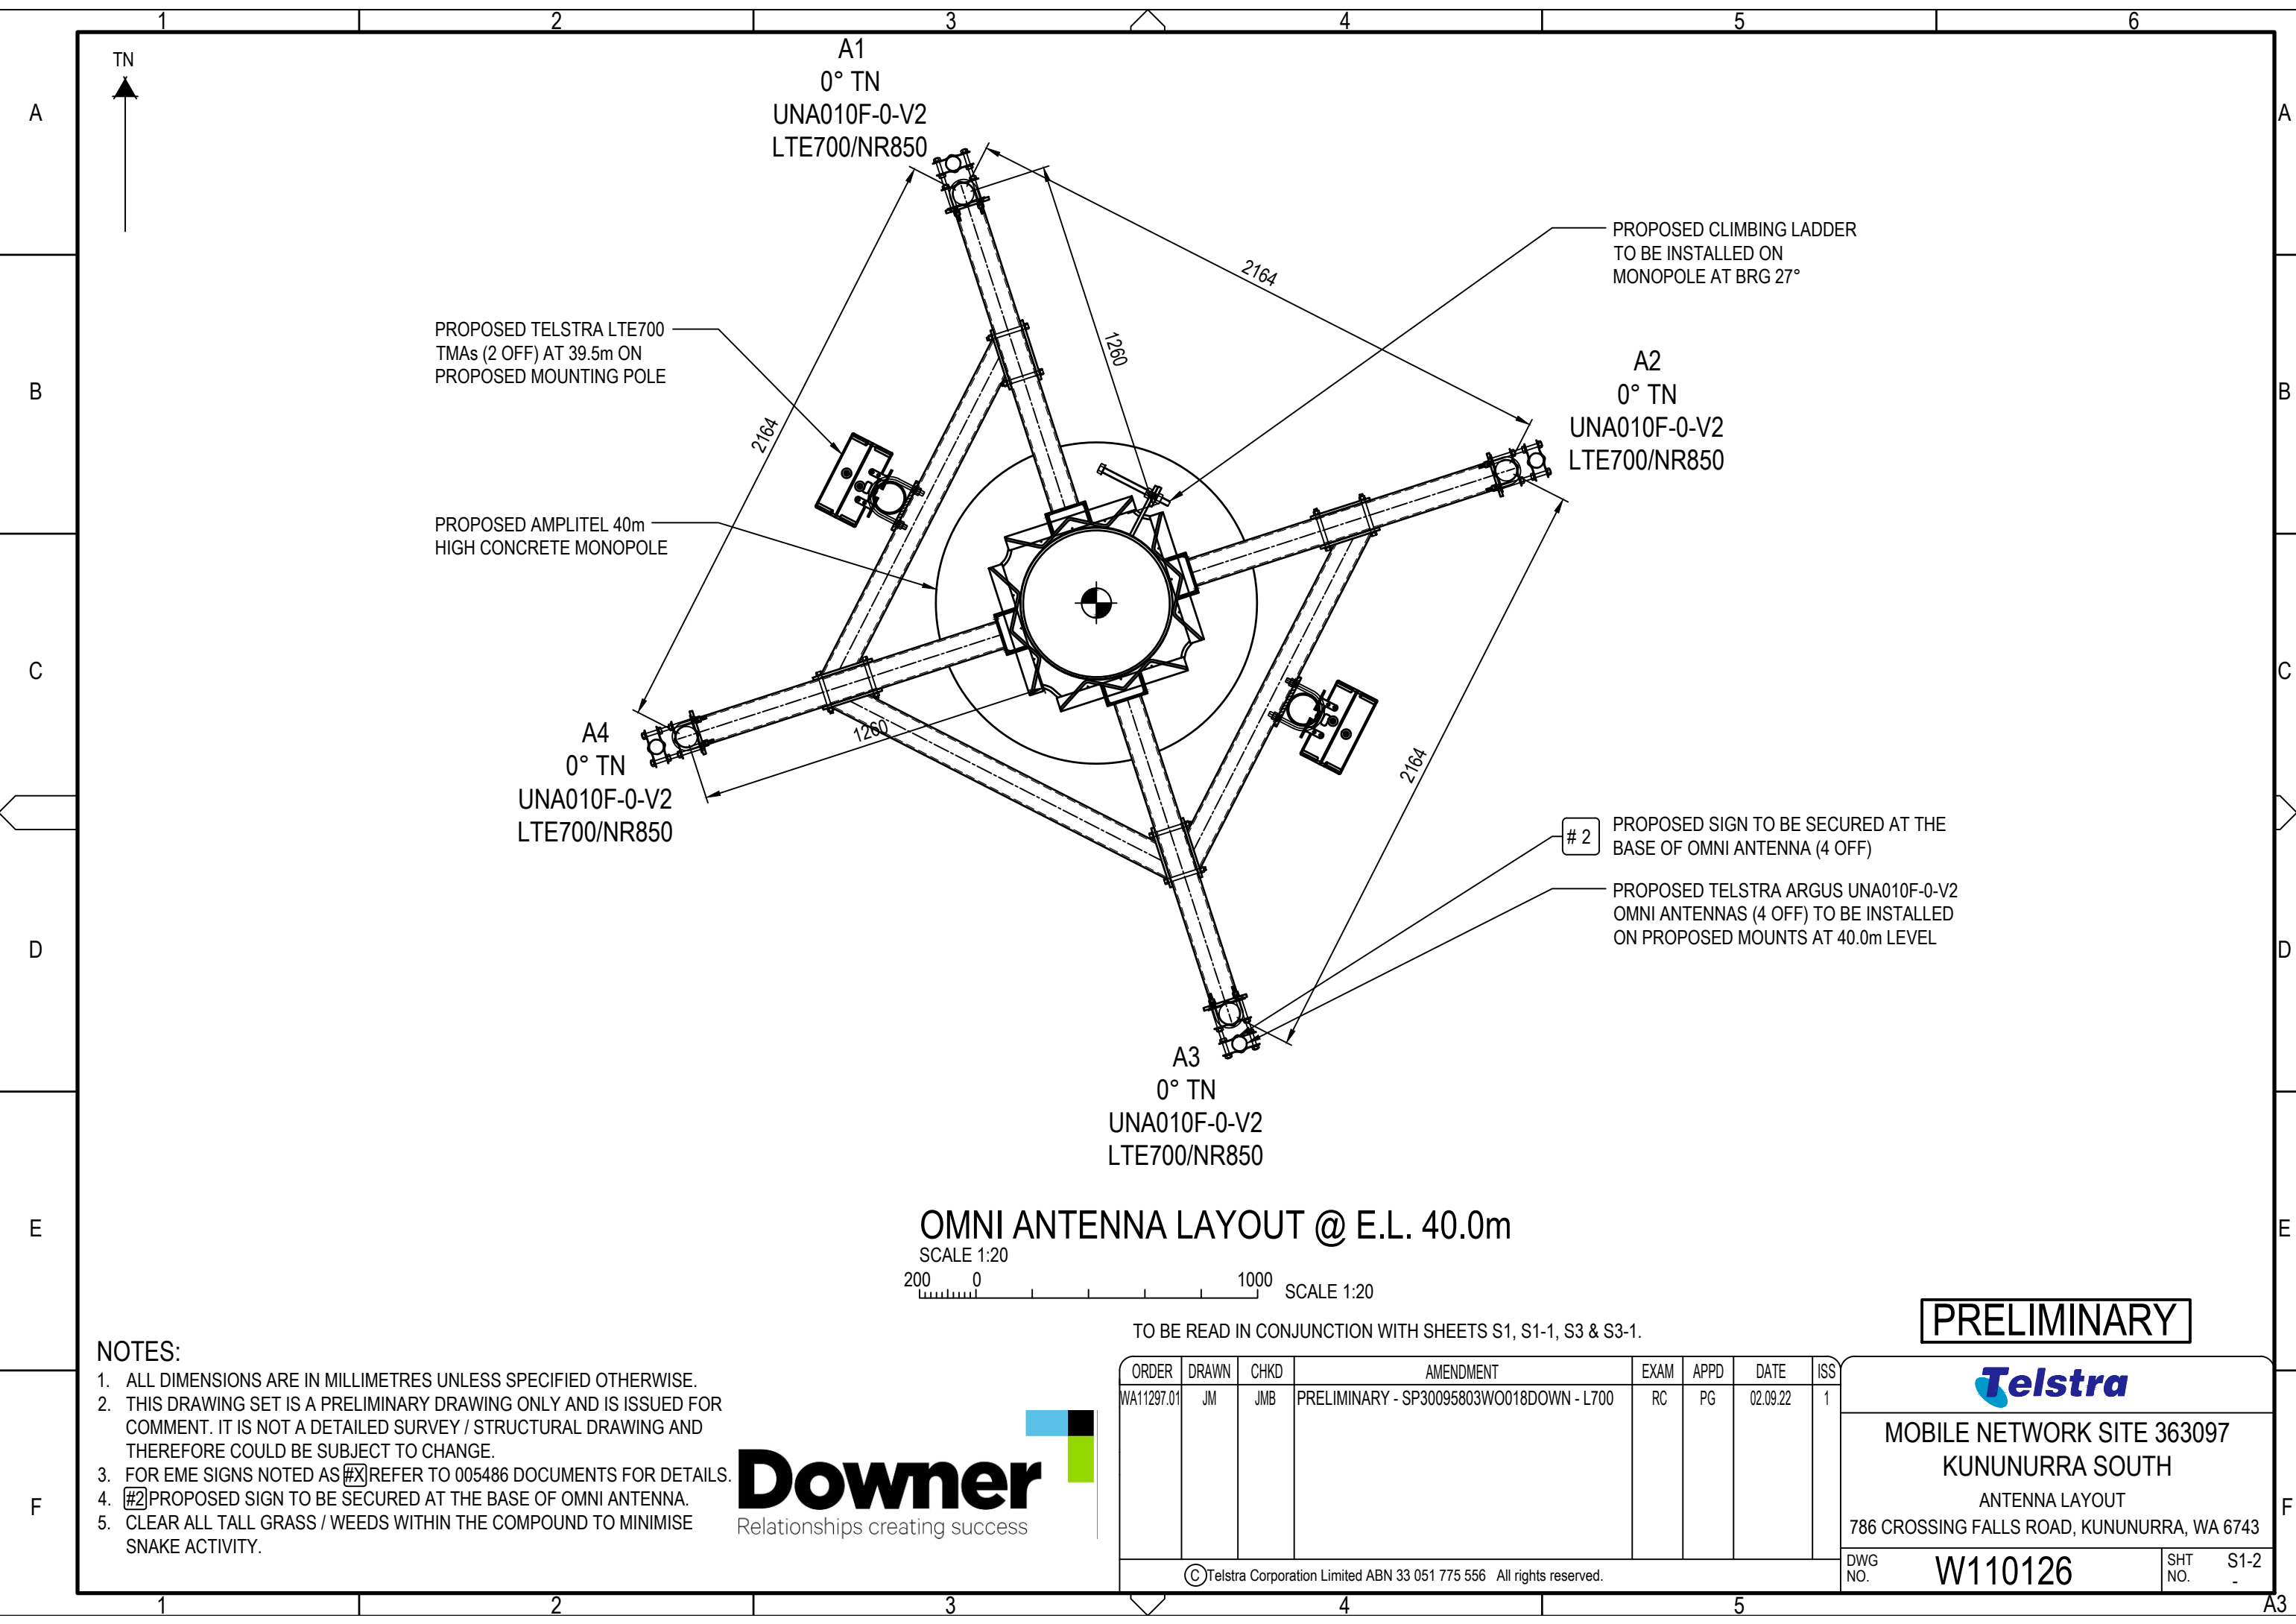 1 2 3 4 5 6
A
B
C
D
E
F
A
B
C
D
E
F
TN
A1
0° TN
UNA010F-0-V2
LTE700/NR850
2164
1260
2164
PROPOSED CLIMBING LADDER
TO BE INSTALLED ON
MONOPOLE AT BRG 27°
PROPOSED TELSTRA LTE700
TMAs (2 OFF) AT 39.5m ON
PROPOSED MOUNTING POLE
A2
0° TN
UNA010F-0-V2
LTE700/NR850
PROPOSED AMPLITEL 40m
HIGH CONCRETE MONOPOLE
A4
0° TN
UNA010F-0-V2
LTE700/NR850
1260
2164
# 2
PROPOSED SIGN TO BE SECURED AT THE
BASE OF OMNI ANTENNA (4 OFF)
PROPOSED TELSTRA ARGUS UNA010F-0-V2
OMNI ANTENNAS (4 OFF) TO BE INSTALLED
ON PROPOSED MOUNTS AT 40.0m LEVEL
A3
0° TN
UNA010F-0-V2
LTE700/NR850
OMNI ANTENNA LAYOUT @ E.L. 40.0m
SCALE 1:20
200 0 1000 SCALE 1:20
TO BE READ IN CONJUNCTION WITH SHEETS S1, S1-1, S3 & S3-1.
PRELIMINARY
NOTES:
1. ALL DIMENSIONS ARE IN MILLIMETRES UNLESS SPECIFIED OTHERWISE.
2. THIS DRAWING SET IS A PRELIMINARY DRAWING ONLY AND IS ISSUED FOR
COMMENT. IT IS NOT A DETAILED SURVEY / STRUCTURAL DRAWING AND
THEREFORE COULD BE SUBJECT TO CHANGE.
3. FOR EME SIGNS NOTED AS #X REFER TO 005486 DOCUMENTS FOR DETAILS.
4. #2 PROPOSED SIGN TO BE SECURED AT THE BASE OF OMNI ANTENNA.
5. CLEAR ALL TALL GRASS / WEEDS WITHIN THE COMPOUND TO MINIMISE
SNAKE ACTIVITY.
Downer
Relationships creating success
ORDER DRAWN CHKD AMENDMENT EXAM APPD DATE ISS
WA11297.01 JM JMB PRELIMINARY - SP30095803WO018DOWN - L700 RC PG 02.09.22 1
© Telstra Corporation Limited ABN 33 051 775 556 All rights reserved.
Telstra
MOBILE NETWORK SITE 363097
KUNUNURRA SOUTH
ANTENNA LAYOUT
786 CROSSING FALLS ROAD, KUNUNURRA, WA 6743
DWG NO. W110126 SHT NO. S1-2
-
1 2 3 4 5 A3